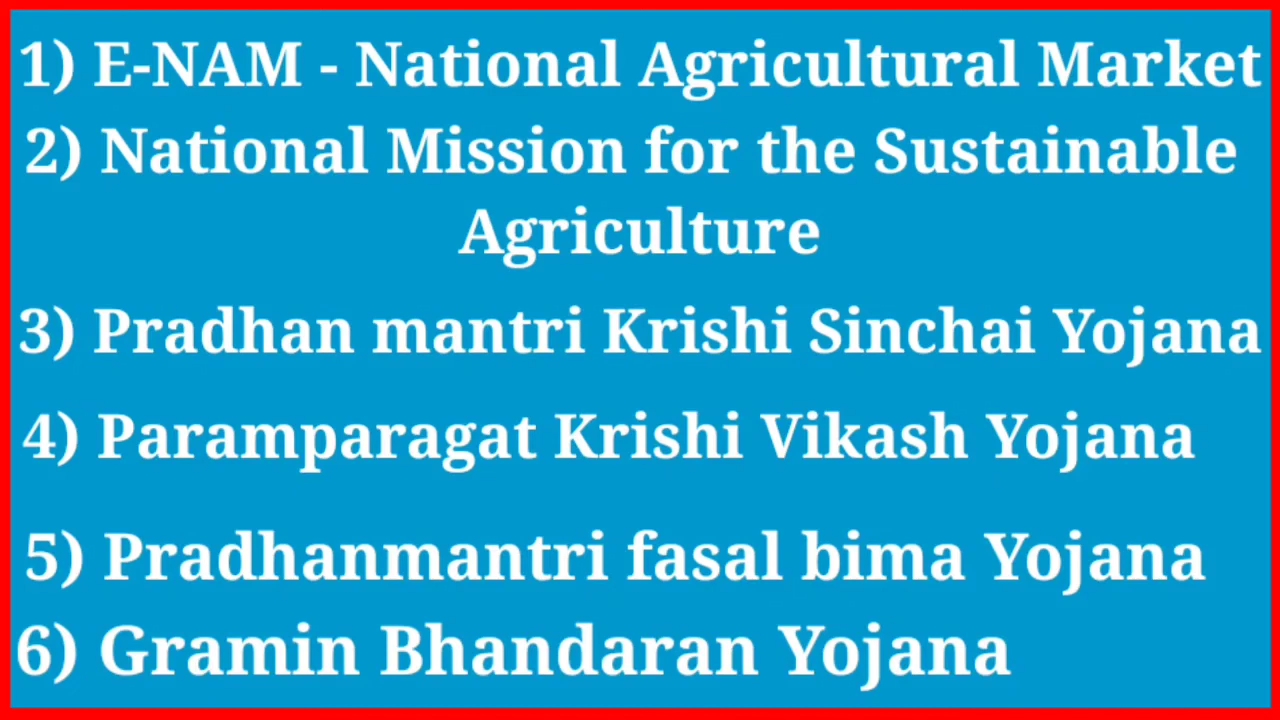 1) E-NAM - National Agricultural Market
2) National Mission for the Sustainable
Agriculture
3) Pradhan mantri Krishi Sinchai Yojana
4) Paramparagat Krishi Vikash Yojana
5) Pradhanmantri fasal bima Yojana
6) Gramin Bhandaran Yojana